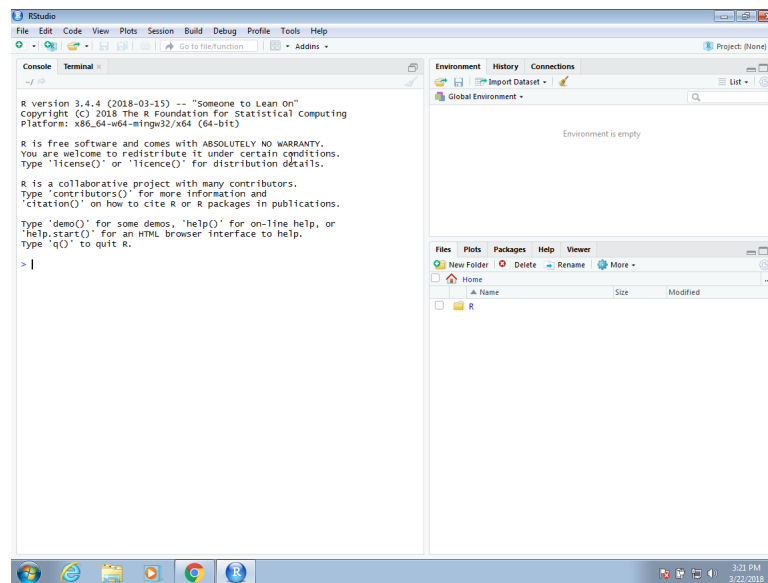 RStudio
File Edit Code View Plots Session Build Debug Profile Tools Help
Go to file/function Addins Project: (None)
Console Terminal
~/
R version 3.4.4 (2018-03-15) -- "Someone to Lean On"
Copyright (C) 2018 The R Foundation for Statistical Computing
Platform: x86_64-w64-mingw32/x64 (64-bit)
R is free software and comes with ABSOLUTELY NO WARRANTY.
You are welcome to redistribute it under certain conditions.
Type 'license()' or 'licence()' for distribution details.
R is a collaborative project with many contributors.
Type 'contributors()' for more information and
'citation()' on how to cite R or R packages in publications.
Type 'demo()' for some demos, 'help()' for on-line help, or
'help.start()' for an HTML browser interface to help.
Type 'q()' to quit R.
>
Environment History Connections
Import Dataset List
Global Environment
Environment is empty
Files Plots Packages Help Viewer
New Folder Delete Rename More
Home
Name Size Modified
R
3:21 PM
3/22/2018